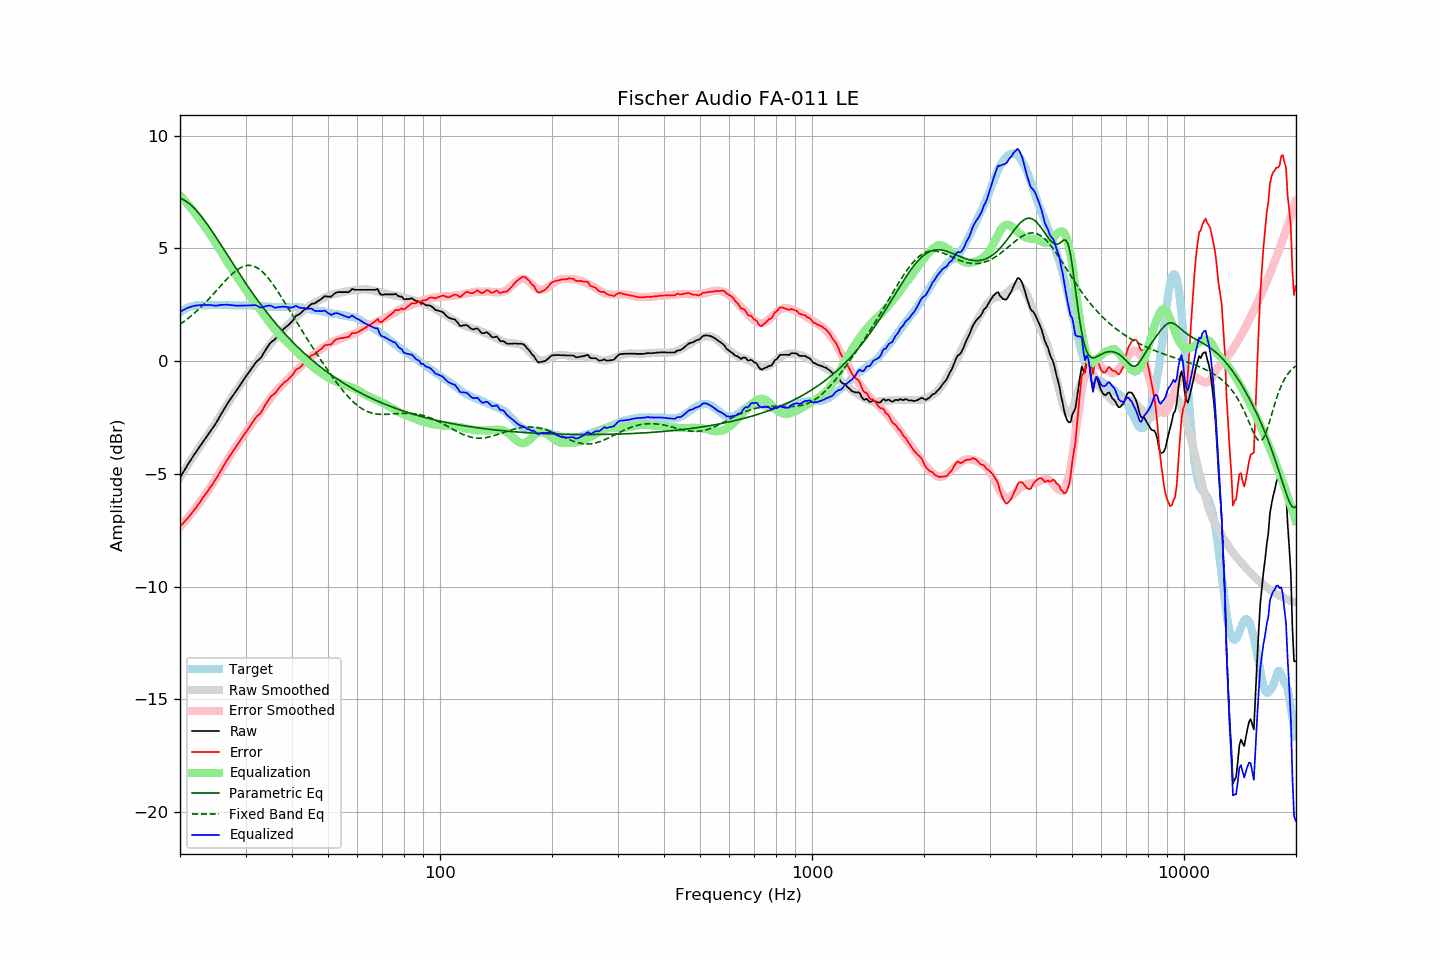 Fischer Audio FA-011 LE
10
5
0
−5
−10
−15
−20
Amplitude (dBr)
Target
Raw Smoothed
Error Smoothed
Raw
Error
Equalization
Parametric Eq
Fixed Band Eq
Equalized
100
1000
10000
Frequency (Hz)